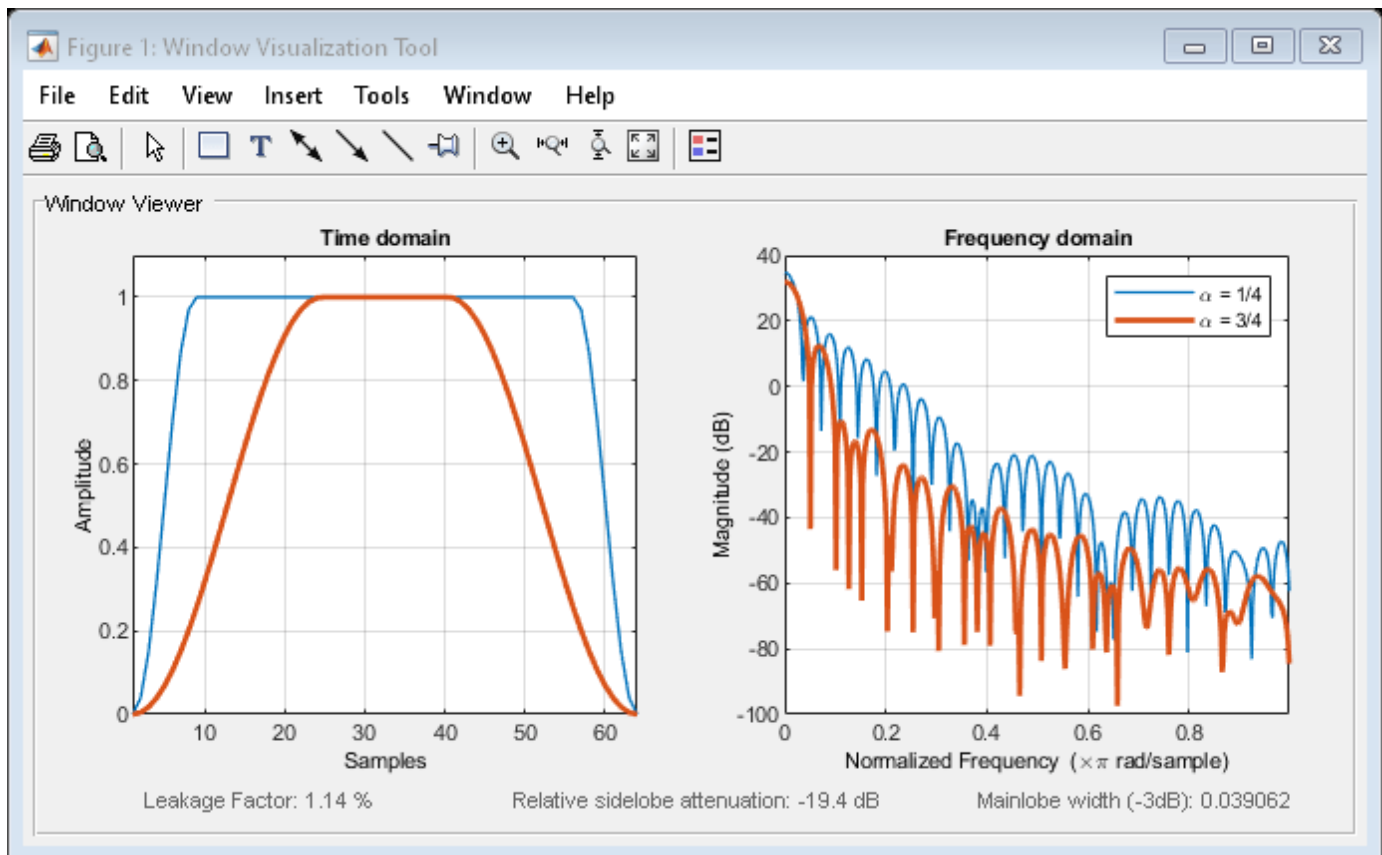 Figure 1: Window Visualization Tool
File Edit View Insert Tools Window Help
T
Window Viewer
Time domain
1
0.8
0.6
0.4
0.2
0
Amplitude
10 20 30 40 50 60
Samples
Frequency domain
40
20
0
-20
-40
-60
-80
-100
Magnitude (dB)
α = 1/4
α = 3/4
0 0.2 0.4 0.6 0.8
Normalized Frequency (×π rad/sample)
Leakage Factor: 1.14 % Relative sidelobe attenuation: -19.4 dB Mainlobe width (-3dB): 0.039062